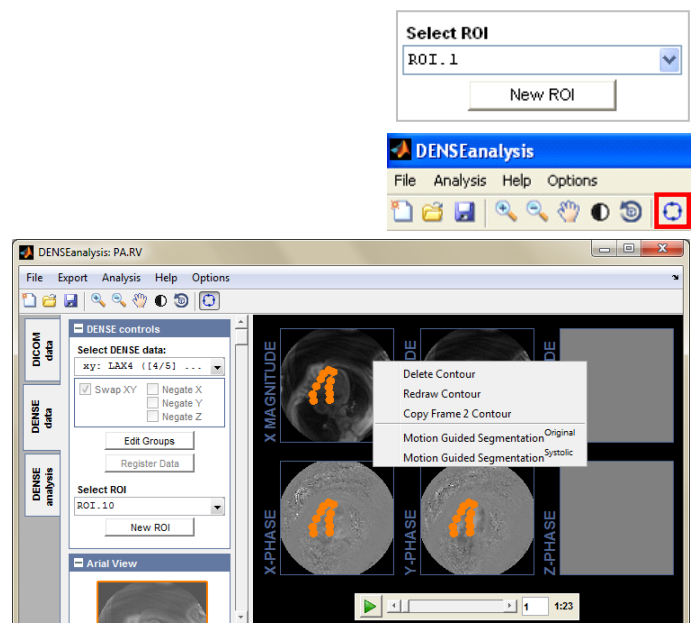 Select ROI
ROI.1
New ROI
DENSEanalysis
File Analysis Help Options
DENSEanalysis: PA.RV
File Export Analysis Help Options
DICOM data
DENSE data
DENSE analysis
DENSE controls
Select DENSE data:
xy: LAX4 ([4/5] ...
Swap XY
Negate X
Negate Y
Negate Z
Edit Groups
Register Data
Select ROI
ROI.10
New ROI
Arial View
X MAGNITUDE
DE
DE
Delete Contour
Redraw Contour
Copy Frame 2 Contour
Motion Guided Segmentation Original
Motion Guided Segmentation Systolic
X-PHASE
Y-PHASE
Z-PHASE
1
1:23